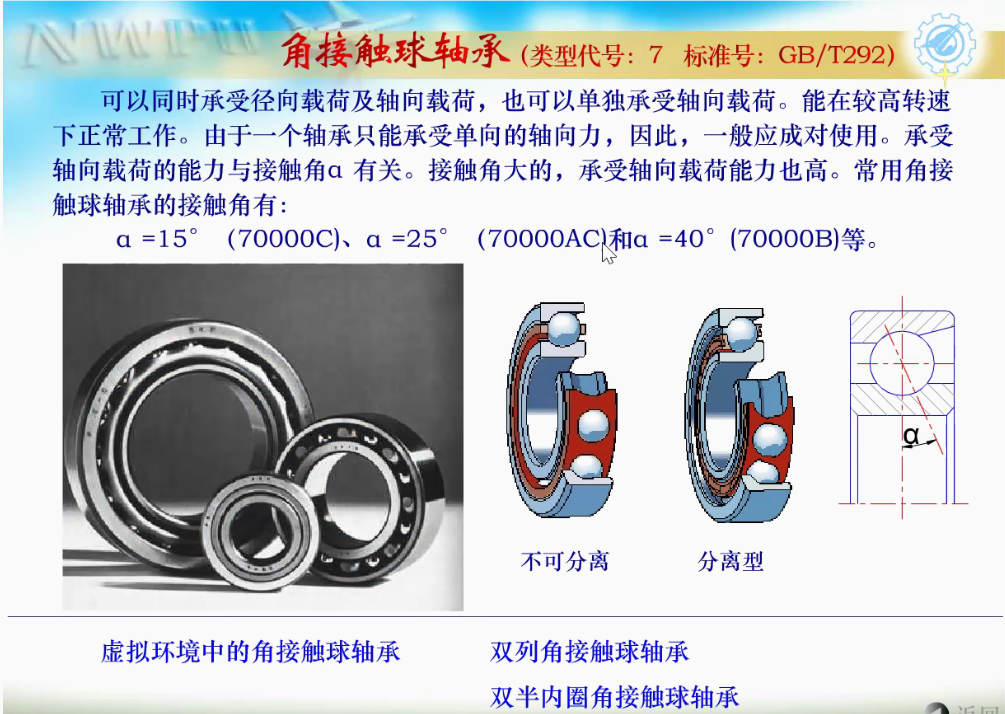 NWPU
角接触球轴承 (类型代号: 7 标准号: GB/T292)
可以同时承受径向载荷及轴向载荷，也可以单独承受轴向载荷。能在较高转速
下正常工作。由于一个轴承只能承受单向的轴向力，因此，一般应成对使用。承受
轴向载荷的能力与接触角α 有关。接触角大的，承受轴向载荷能力也高。常用角接
触球轴承的接触角有:
α =15° (70000C)、α =25° (70000AC)和α =40° (70000B)等。
α
不可分离
分离型
虚拟环境中的角接触球轴承
双列角接触球轴承
双半内圈角接触球轴承
返回